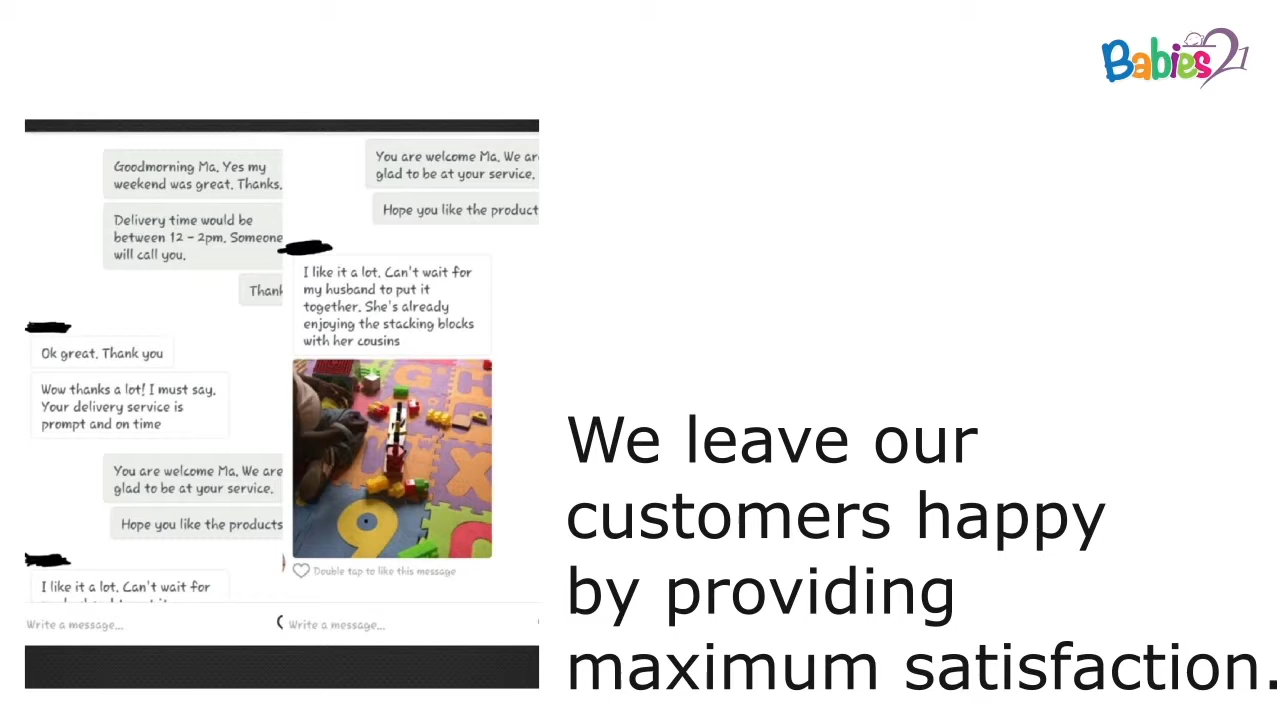 Babies21
Goodmorning Ma. Yes my
weekend was great. Thanks.
Delivery time would be
between 12 - 2pm. Someone
will call you.
Thank
Ok great. Thank you
Wow thanks a lot! I must say.
Your delivery service is
prompt and on time
You are welcome Ma. We are
glad to be at your service.
Hope you like the products
I like it a lot. Can't wait for
Write a message...
You are welcome Ma. We are
glad to be at your service.
Hope you like the product
I like it a lot. Can't wait for
my husband to put it
together. She's already
enjoying the stacking blocks
with her cousins
G
H
X
9
Double tap to like this message
Write a message...
We leave our
customers happy
by providing
maximum satisfaction.